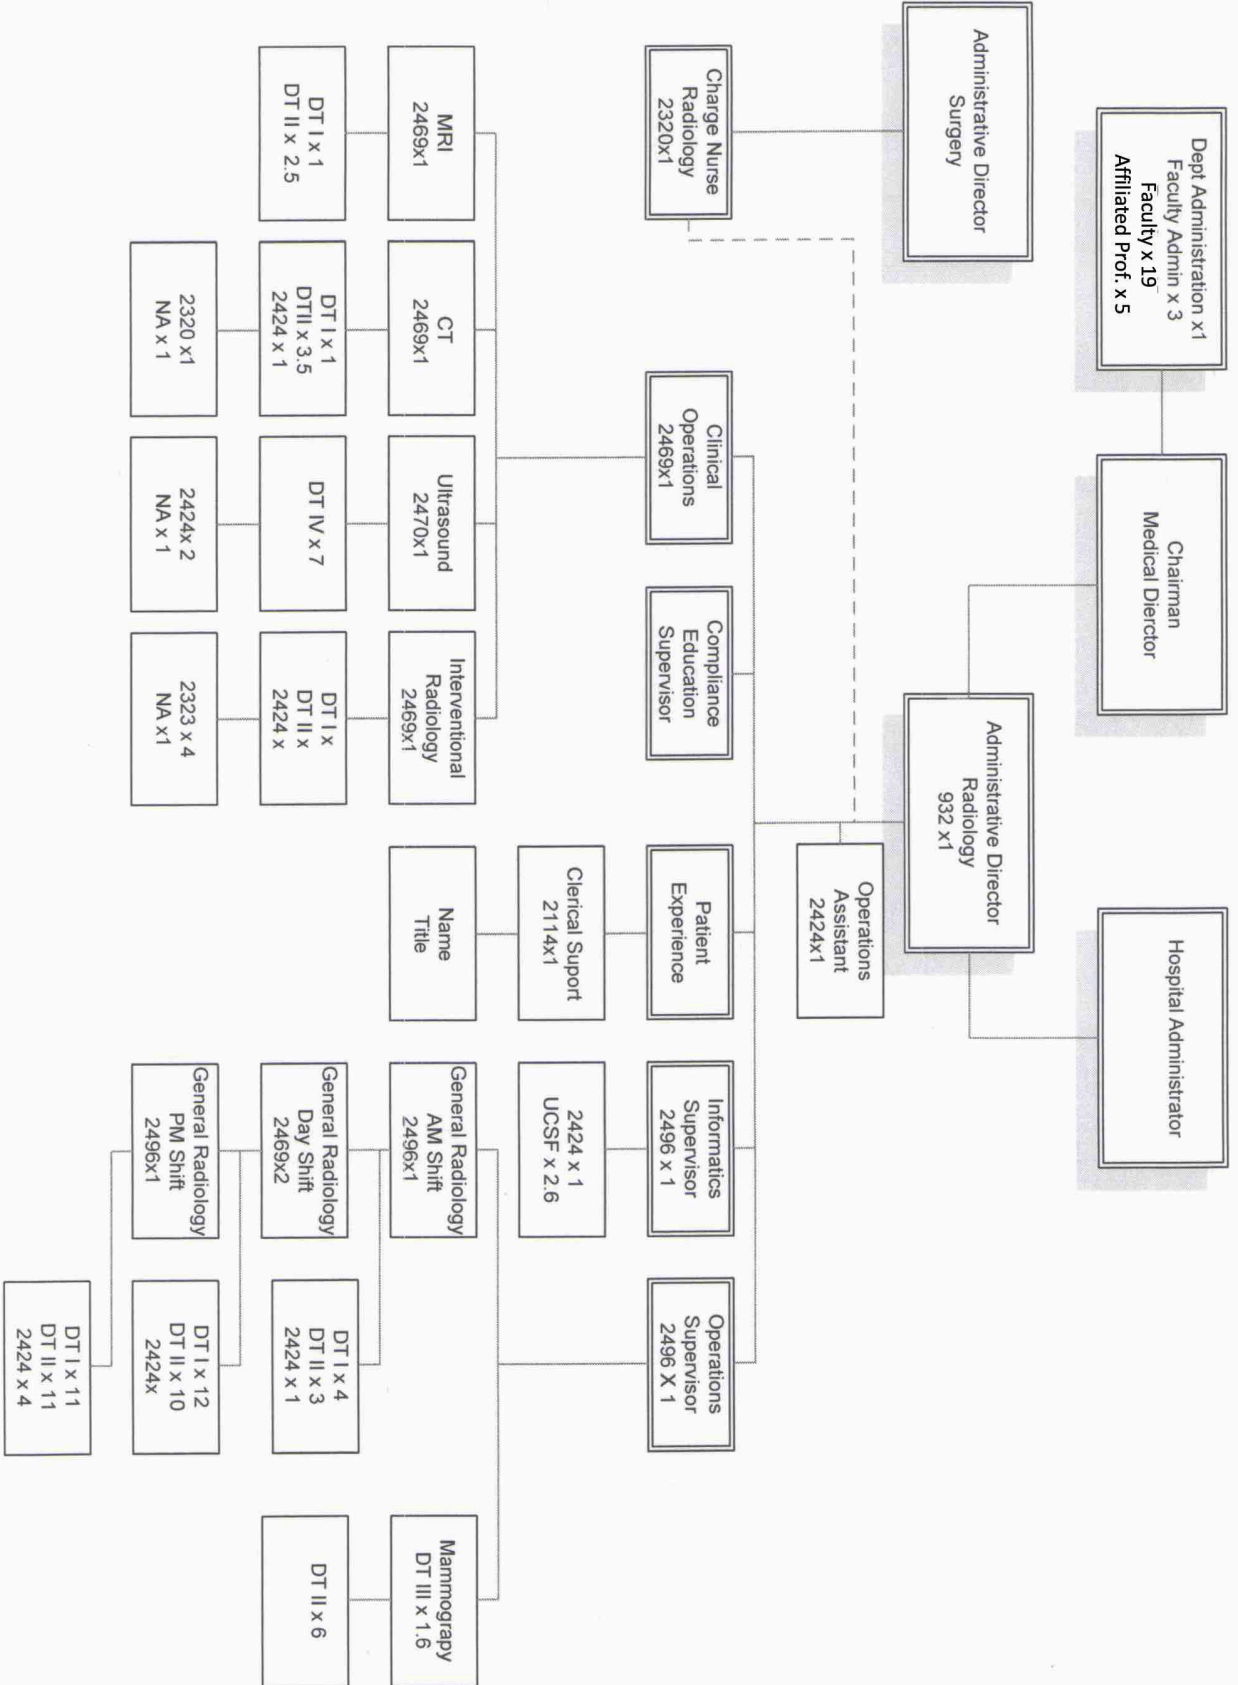 Dept Administration x1
Faculty Admin x 3
Faculty x 19
Affiliated Prof. x 5
Chairman
Medical Dierctor
Hospital Administrator
Administrative Director
Surgery
Administrative Director
Radiology
932 x1
Operations
Assistant
2424x1
Charge Nurse
Radiology
2320x1
Clinical
Operations
2469x1
Compliance
Education
Supervisor
Patient
Experience
Informatics
Supervisor
2496 x 1
Operations
Supervisor
2496 X 1
Clerical Suport
2114x1
2424 x 1
UCSF x 2.6
MRI
2469x1
CT
2469x1
Ultrasound
2470x1
Interventional
Radiology
2469x1
Name
Title
General Radiology
AM Shift
2496x1
Mammograpy
DT III x 1.6
DT I x 1
DT II x 2.5
DT I x 1
DTII x 3.5
2424 x 1
DT IV x 7
DT I x
DT II x
2424 x
General Radiology
Day Shift
2469x2
DT I x 4
DT II x 3
2424 x 1
DT II x 6
2320 x1
NA x 1
2424x 2
NA x 1
2323 x 4
NA x1
General Radiology
PM Shift
2496x1
DT I x 12
DT II x 10
2424x
DT I x 11
DT II x 11
2424 x 4